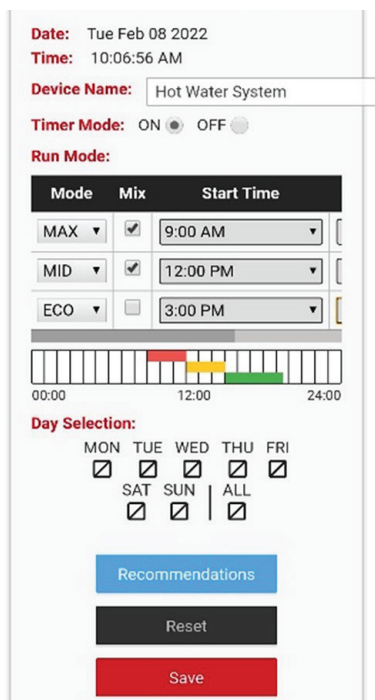 Date: Tue Feb 08 2022
Time: 10:06:56 AM
Device Name: Hot Water System
Timer Mode: ON OFF
Run Mode:
Mode Mix Start Time
MAX 9:00 AM
MID 12:00 PM
ECO 3:00 PM
00:00 12:00 24:00
Day Selection:
MON TUE WED THU FRI
SAT SUN ALL
Recommendations
Reset
Save